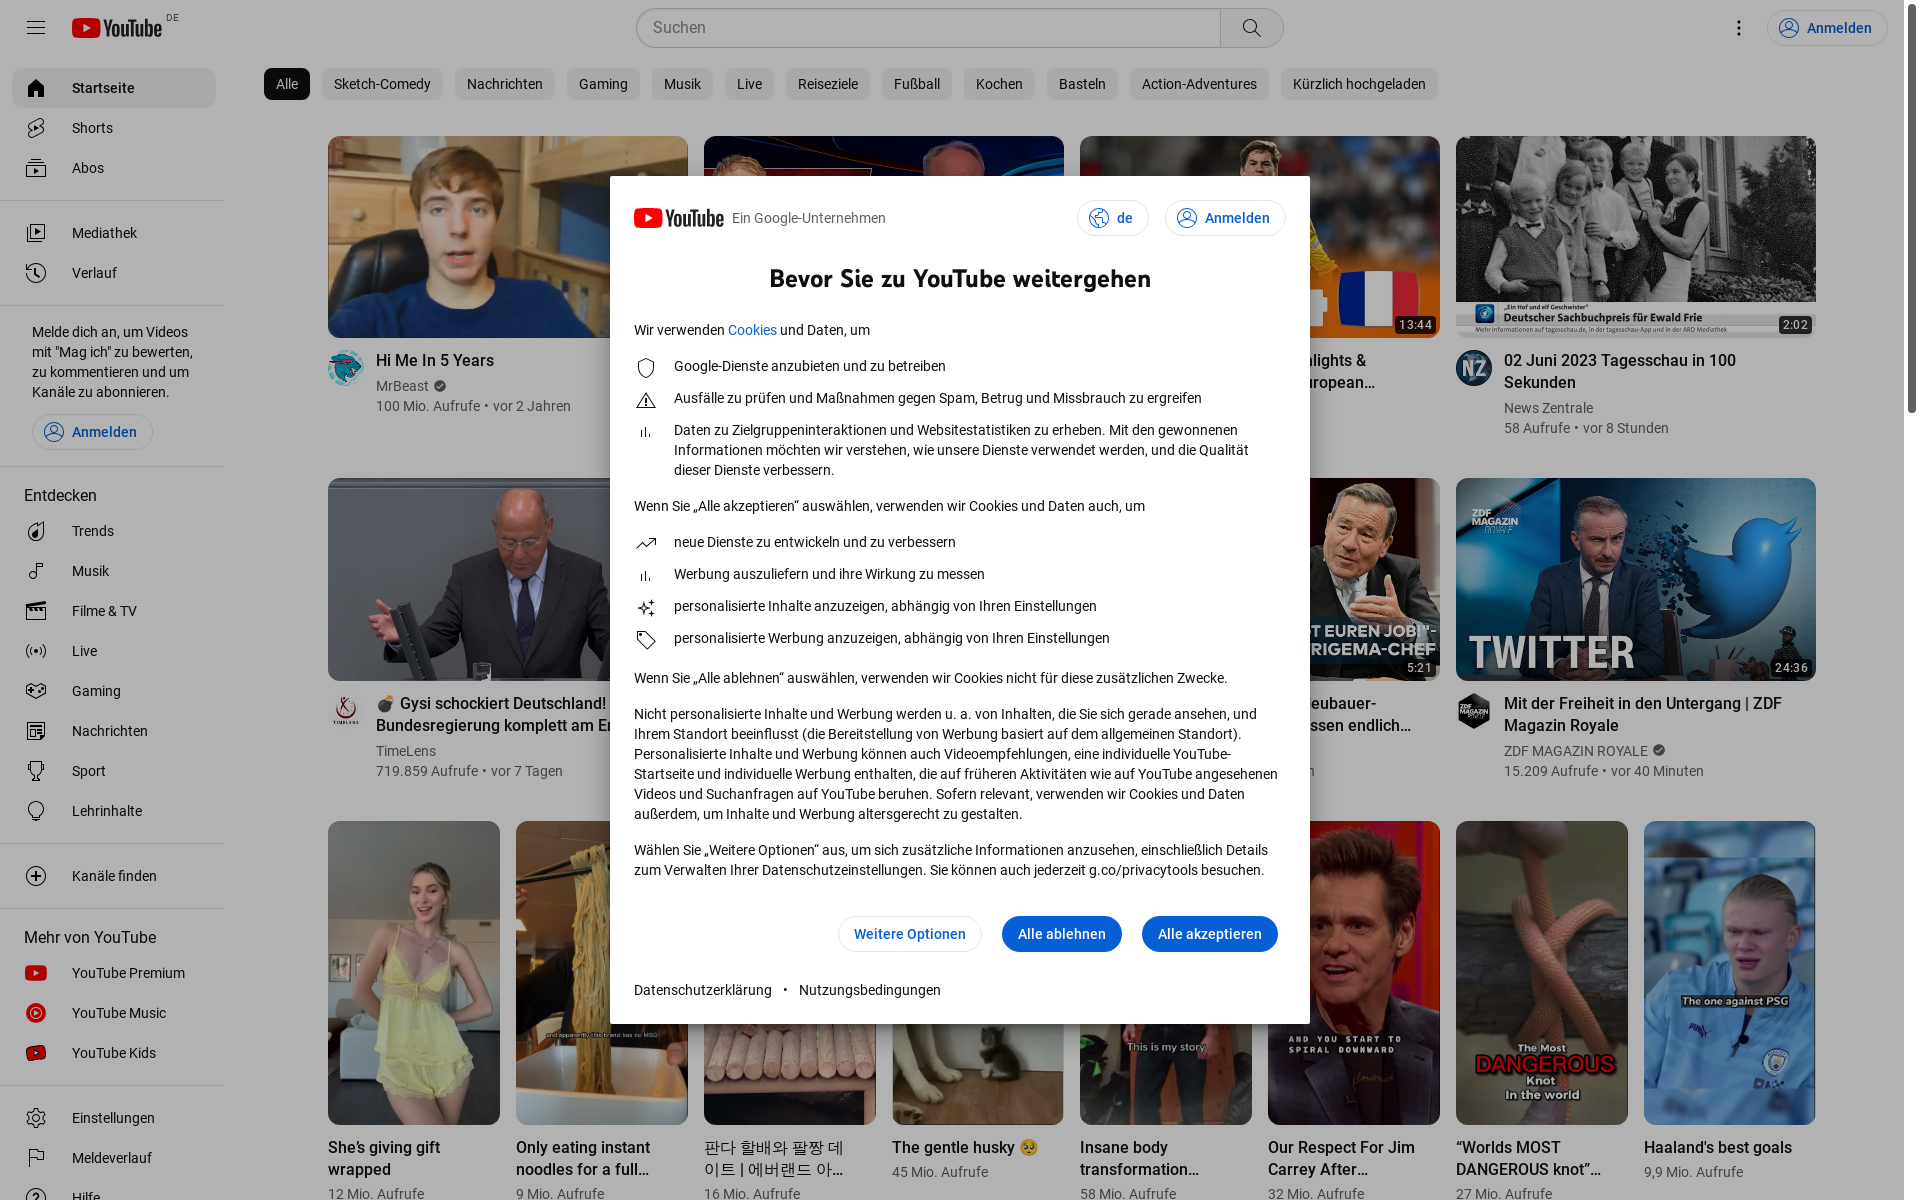 YouTube DE
Suchen
Anmelden
Startseite
Shorts
Abos
Mediathek
Verlauf
Melde dich an, um Videos
mit "Mag ich" zu bewerten,
zu kommentieren und um
Kanäle zu abonnieren.
Anmelden
Entdecken
Trends
Musik
Filme & TV
Live
Gaming
Nachrichten
Sport
Lehrinhalte
Kanäle finden
Mehr von YouTube
YouTube Premium
YouTube Music
YouTube Kids
Einstellungen
Meldeverlauf
Hilfe
Alle Sketch-Comedy Nachrichten Gaming Musik Live Reiseziele Fußball Kochen Basteln Action-Adventures Kürzlich hochgeladen
Hi Me In 5 Years
MrBeast
100 Mio. Aufrufe • vor 2 Jahren
13:44
„Ein Hof und elf Geschwister"
Deutscher Sachbuchpreis für Ewald Frie
Mehr Informationen auf tagesschau.de, in der tagesschau-App und in der ARD Mediathek
2:02
NZ
02 Juni 2023 Tagesschau in 100
Sekunden
News Zentrale
58 Aufrufe • vor 8 Stunden
YouTube Ein Google-Unternehmen
de
Anmelden
Bevor Sie zu YouTube weitergehen
Wir verwenden Cookies und Daten, um
Google-Dienste anzubieten und zu betreiben
Ausfälle zu prüfen und Maßnahmen gegen Spam, Betrug und Missbrauch zu ergreifen
Daten zu Zielgruppeninteraktionen und Websitestatistiken zu erheben. Mit den gewonnenen
Informationen möchten wir verstehen, wie unsere Dienste verwendet werden, und die Qualität
dieser Dienste verbessern.
Wenn Sie „Alle akzeptieren“ auswählen, verwenden wir Cookies und Daten auch, um
neue Dienste zu entwickeln und zu verbessern
Werbung auszuliefern und ihre Wirkung zu messen
personalisierte Inhalte anzuzeigen, abhängig von Ihren Einstellungen
personalisierte Werbung anzuzeigen, abhängig von Ihren Einstellungen
Wenn Sie „Alle ablehnen“ auswählen, verwenden wir Cookies nicht für diese zusätzlichen Zwecke.
Nicht personalisierte Inhalte und Werbung werden u. a. von Inhalten, die Sie sich gerade ansehen, und
Ihrem Standort beeinflusst (die Bereitstellung von Werbung basiert auf dem allgemeinen Standort).
Personalisierte Inhalte und Werbung können auch Videoempfehlungen, eine individuelle YouTube-
Startseite und individuelle Werbung enthalten, die auf früheren Aktivitäten wie auf YouTube angesehenen
Videos und Suchanfragen auf YouTube beruhen. Sofern relevant, verwenden wir Cookies und Daten
außerdem, um Inhalte und Werbung altersgerecht zu gestalten.
Wählen Sie „Weitere Optionen“ aus, um sich zusätzliche Informationen anzusehen, einschließlich Details
zum Verwalten Ihrer Datenschutzeinstellungen. Sie können auch jederzeit g.co/privacytools besuchen.
Weitere Optionen
Alle ablehnen
Alle akzeptieren
Datenschutzerklärung • Nutzungsbedingungen
TIMELENS
💣 Gysi schockiert Deutschland!
Bundesregierung komplett am
TimeLens
719.859 Aufrufe • vor 7 Tagen
EUREN JOB!"-
5:21
ZDF
MAGAZIN
ROYALE
TWITTER
24:36
ZDF
MAGAZIN
ROYALE
Mit der Freiheit in den Untergang | ZDF
Magazin Royale
ZDF MAGAZIN ROYALE
15.209 Aufrufe • vor 40 Minuten
and apparently this brand has no MSG
This is my story
AND YOU START TO
SPIRAL DOWNWARD
The Most
DANGEROUS
Knot
In the world
The one against PSG
She’s giving gift
wrapped
12 Mio. Aufrufe
Only eating instant
noodles for a full...
9 Mio. Aufrufe
판다 할배와 팔짱 데
이트 | 에버랜드 아...
16 Mio. Aufrufe
The gentle husky 🥺
45 Mio. Aufrufe
Insane body
transformation...
58 Mio. Aufrufe
Our Respect For Jim
Carrey After...
32 Mio. Aufrufe
“Worlds MOST
DANGEROUS knot”...
27 Mio. Aufrufe
Haaland's best goals
9,9 Mio. Aufrufe